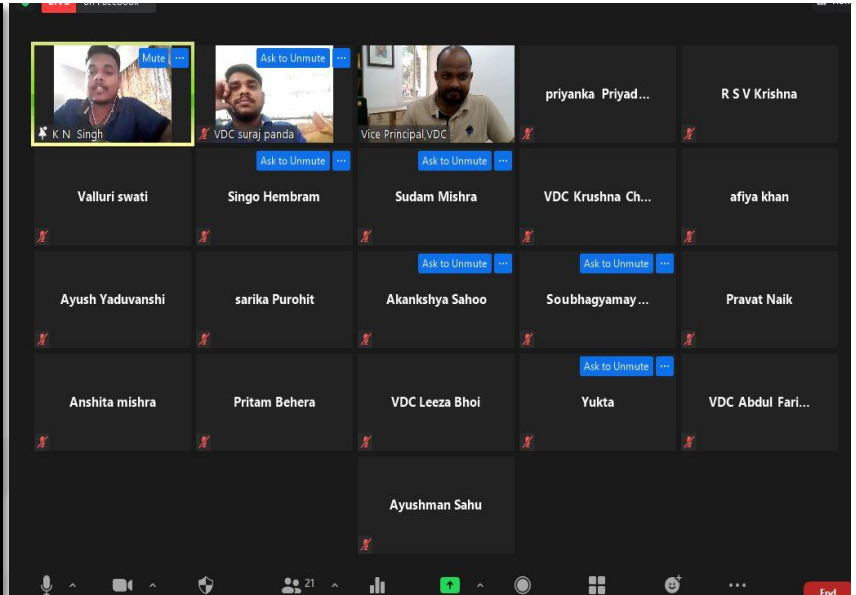 LIVE ON FACEBOOK
Mute ...
Ask to Unmute ...
K N Singh
VDC suraj panda
Vice Principal,VDC
priyanka Priyad...
R S V Krishna
Ask to Unmute ...
Ask to Unmute ...
Valluri swati
Singo Hembram
Sudam Mishra
VDC Krushna Ch...
afiya khan
Ask to Unmute ...
Ask to Unmute ...
Ayush Yaduvanshi
sarika Purohit
Akankshya Sahoo
Soubhagyamay...
Pravat Naik
Ask to Unmute ...
Anshita mishra
Pritam Behera
VDC Leeza Bhoi
Yukta
VDC Abdul Fari...
Ayushman Sahu
21
End